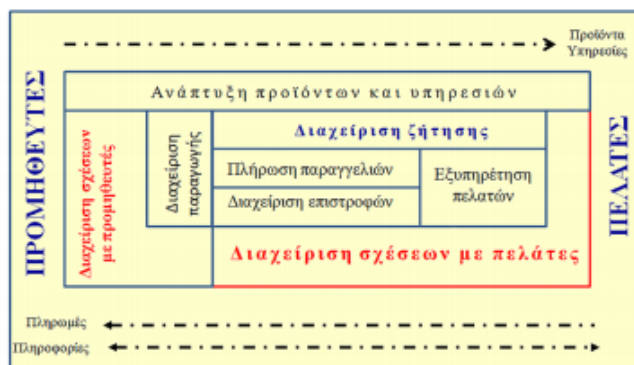 Προϊόντα
Υπηρεσίες
ΠΡΟΜΗΘΕΥΤΕΣ
Ανάπτυξη προϊόντων και υπηρεσιών
Διαχείριση σχέσεων
με προμηθευτές
Διαχείριση
παραγωγής
Διαχείριση ζήτησης
Πλήρωση παραγγελιών
Διαχείριση επιστροφών
Εξυπηρέτηση
πελατών
Διαχείριση σχέσεων με πελάτες
ΠΕΛΑΤΕΣ
Πληρωμές
Πληροφορίες